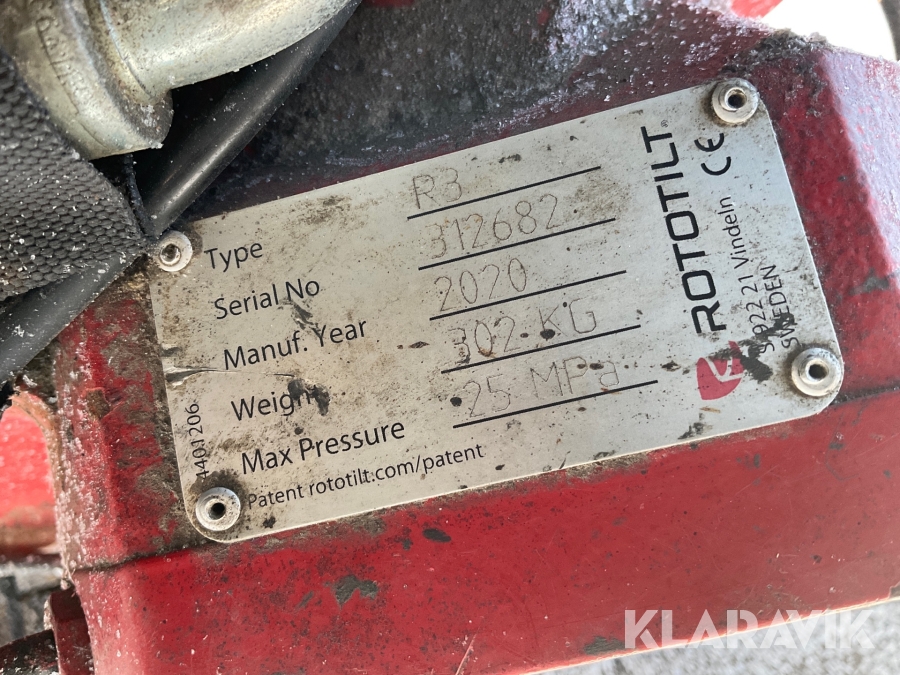 Type R3
Serial No 312682
Manuf. Year 2020
Weight 302 KG
Max Pressure 25 MPa
Patent rototilt.com/patent
1401206
ROTOTILT® CE
S-922 21 Vindeln
SWEDEN
KLARAVIK